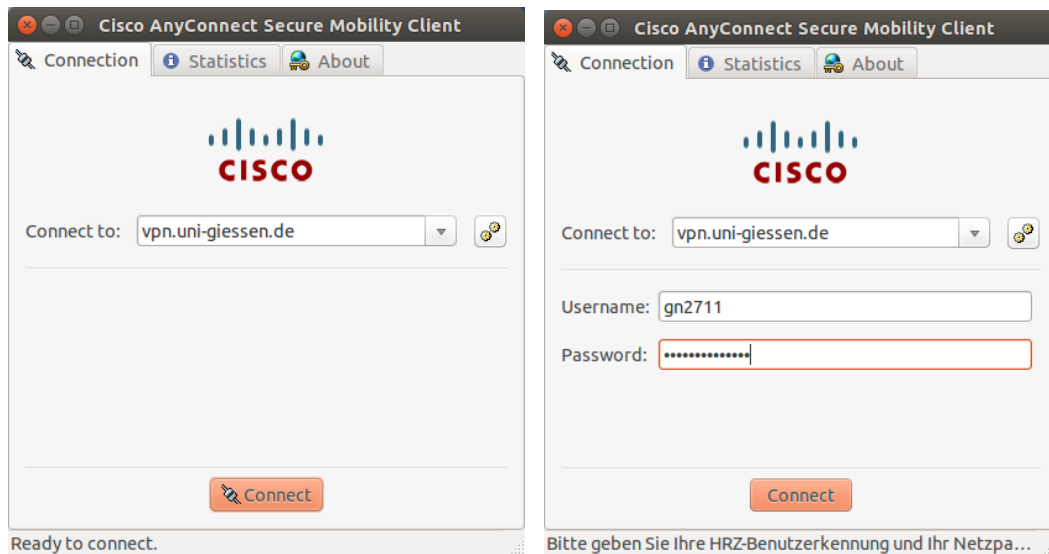 Cisco AnyConnect Secure Mobility Client
Connection Statistics About
CISCO
Connect to: vpn.uni-giessen.de
Connect
Ready to connect.
Cisco AnyConnect Secure Mobility Client
Connection Statistics About
CISCO
Connect to: vpn.uni-giessen.de
Username: gn2711
Password: ••••••••••••••
Connect
Bitte geben Sie Ihre HRZ-Benutzerkennung und Ihr Netzpa...